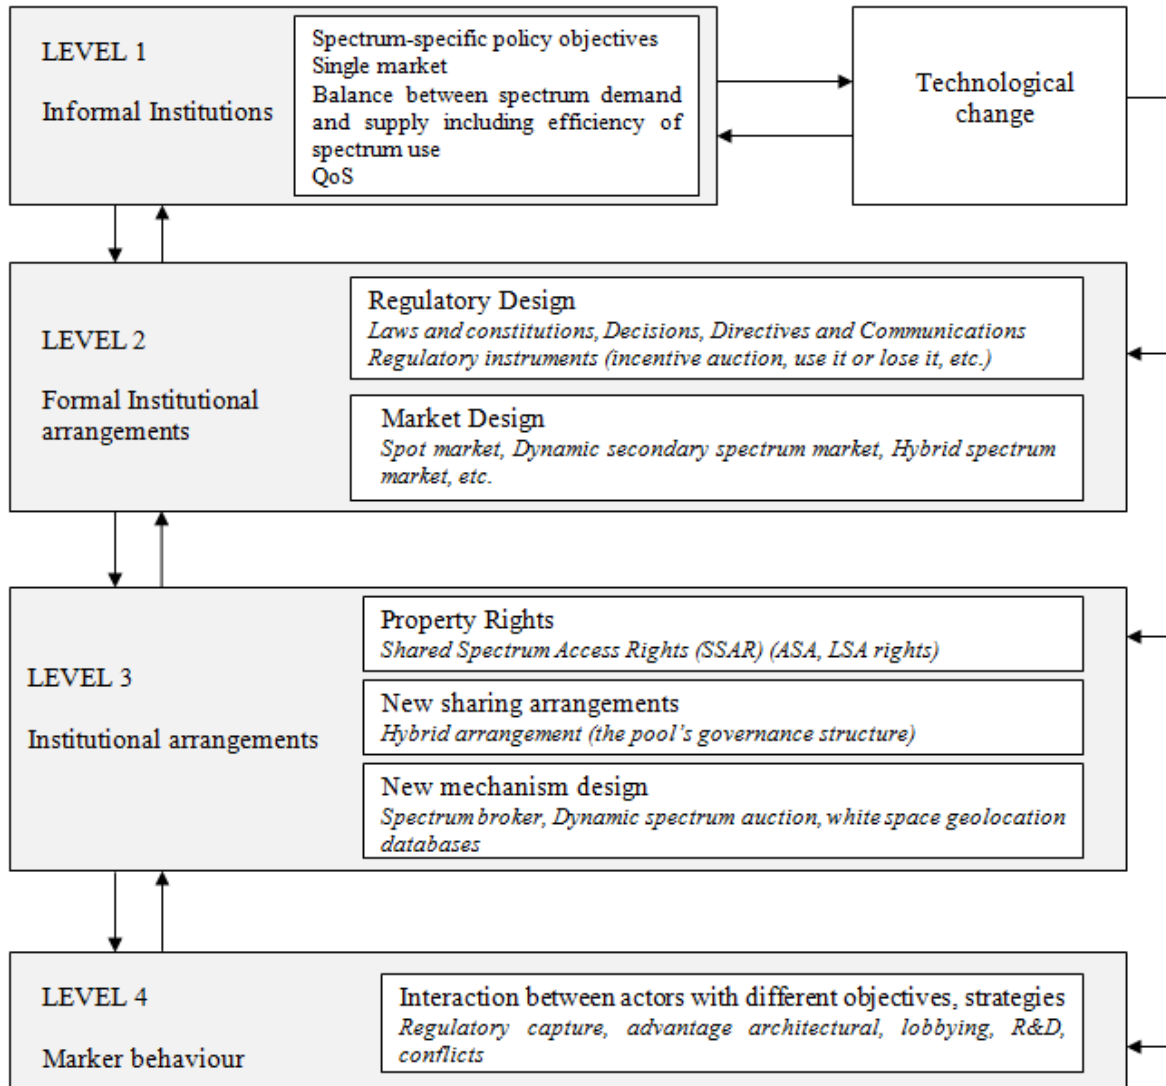 LEVEL 1
Informal Institutions
Spectrum-specific policy objectives
Single market
Balance between spectrum demand
and supply including efficiency of
spectrum use
QoS
Technological
change
LEVEL 2
Formal Institutional
arrangements
Regulatory Design
Laws and constitutions, Decisions, Directives and Communications
Regulatory instruments (incentive auction, use it or lose it, etc.)
Market Design
Spot market, Dynamic secondary spectrum market, Hybrid spectrum
market, etc.
LEVEL 3
Institutional arrangements
Property Rights
Shared Spectrum Access Rights (SSAR) (ASA, LSA rights)
New sharing arrangements
Hybrid arrangement (the pool's governance structure)
New mechanism design
Spectrum broker, Dynamic spectrum auction, white space geolocation
databases
LEVEL 4
Marker behaviour
Interaction between actors with different objectives, strategies
Regulatory capture, advantage architectural, lobbying, R&D,
conflicts